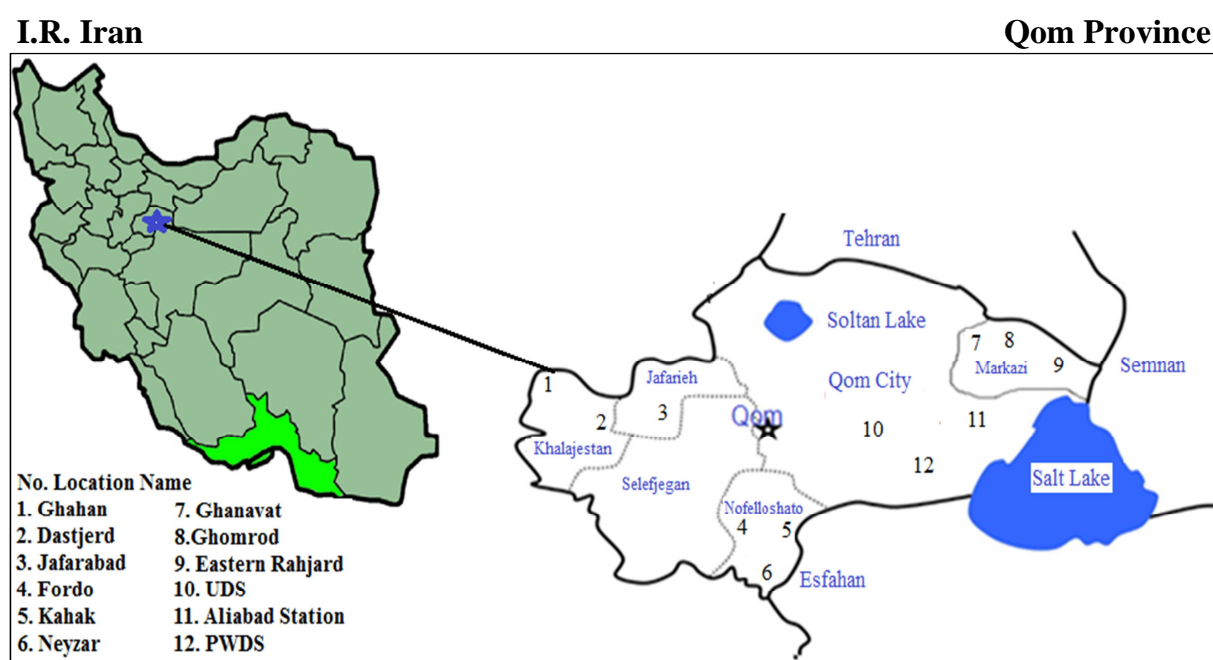 I.R. Iran
Qom Province
Tehran
Soltan Lake
7
8
Markazi
9
Semnan
1
Jafarieh
Qom City
2
3
Qom
10
11
Khalajestan
12
Selefjegan
Salt Lake
Nofelloshato
4
5
6
Esfahan
No. Location Name
1. Ghahan
2. Dastjerd
3. Jafarabad
4. Fordo
5. Kahak
6. Neyzar
7. Ghanavat
8.Ghomrod
9. Eastern Rahjard
10. UDS
11. Aliabad Station
12. PWDS